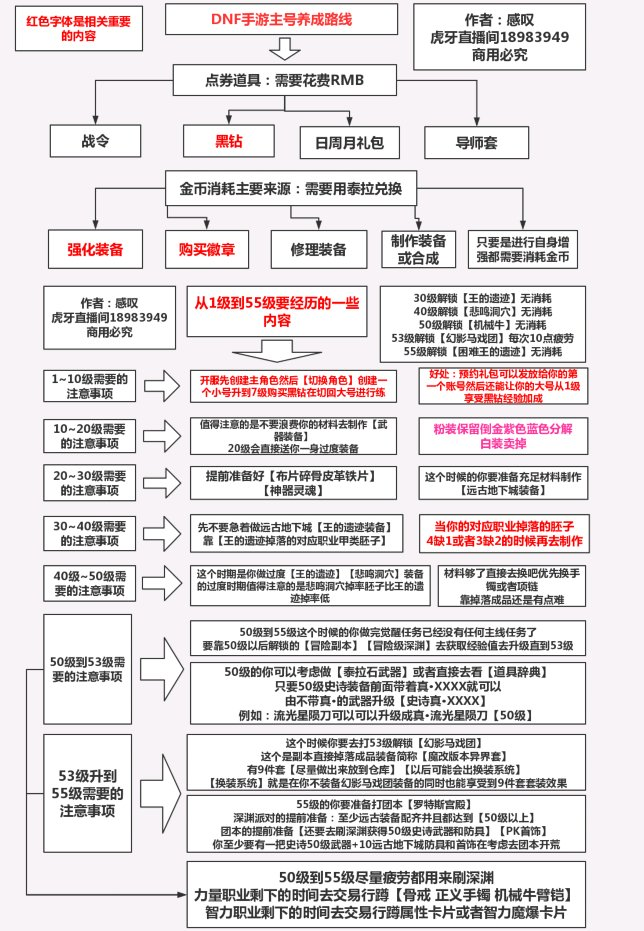 红色字体是相关重要
的内容
DNF手游主号养成路线
作者：感叹
虎牙直播间18983949
商用必究
点券道具：需要花费RMB
战令
黑钻
日周月礼包
导师套
金币消耗主要来源：需要用泰拉兑换
强化装备
购买徽章
修理装备
制作装备
或合成
只要是进行自身增
强都需要消耗金币
作者：感叹
虎牙直播间18983949
商用必究
从1级到55级要经历的一些
内容
30级解锁【王的遗迹】无消耗
40级解锁【悲鸣洞穴】无消耗
50级解锁【机械牛】无消耗
53级解锁【幻影马戏团】每次10点疲劳
55级解锁【困难王的遗迹】无消耗
1~10级需要的
注意事项
开服先创建主角色然后【切换角色】创建一
个小号升到7级购买黑钻在切回大号进行练
好处：预约礼包可以发放给你的第
一个账号然后还能让你的大号从1级
享受黑钻经验加成
10~20级需要
的注意事项
值得注意的是不要浪费你的材料去制作【武
器装备】
20级会直接送你一身过度装备
粉装保留倒金紫色蓝色分解
白装卖掉
20~30级需要
的注意事项
提前准备好【布片碎骨皮革铁片】
【神器灵魂】
这个时候的你要准备充足材料制作
【远古地下城装备】
30~40级需要
的注意事项
先不要急着做远古地下城【王的遗迹装备】
靠【王的遗迹掉落的对应职业甲类胚子】
当你的对应职业掉落的胚子
4缺1或者3缺2的时候再去制作
40级~50级需
要的注意事项
这个时期是你做过度【王的遗迹】【悲鸣洞穴】装备
的过度时期值得注意的是悲鸣洞穴掉率胚子比王的遗
迹掉率低
材料够了直接去换吧优先换手
镯或者项链
靠掉落成品还是有点难
50级到53级需
要的注意事项
50级到55级这个时候的你做完觉醒任务已经没有任何主线任务了
要靠50级以后解锁的【冒险副本】【冒险级深渊】去获取经验值去升级直到53级
50级的你可以考虑做【泰拉石武器】或者直接去看【道具辞典】
只要50级史诗装备前面带着真·XXXX就可以
由不带真·的武器升级【史诗真·XXXX】
例如：流光星陨刀可以可以升级成真·流光星陨刀【50级】
53级升到
55级需要的
注意事项
这个时候你要去打53级解锁【幻影马戏团】
这个是副本直接掉落成品装备简称【魔改版本异界套】
有9件套【尽量做出来放到仓库】【以后可能会出换装系统】
【换装系统】就是在你不装备幻影马戏团装备的同时也能享受到9件套套装效果
55级的你要准备打团本【罗特斯宫殿】
深渊派对的提前准备：至少远古装备配齐并且都达到【50级以上】
团本的提前准备【还要去刷深渊获得50级史诗武器和防具】【PK首饰】
你至少要有一把史诗50级武器+10远古地下城防具和首饰在考虑去团本开荒
50级到55级尽量疲劳都用来刷深渊
力量职业剩下的时间去交易行蹲【骨戒 正义手镯 机械牛臂铠】
智力职业剩下的时间去交易行蹲属性卡片或者智力魔爆卡片